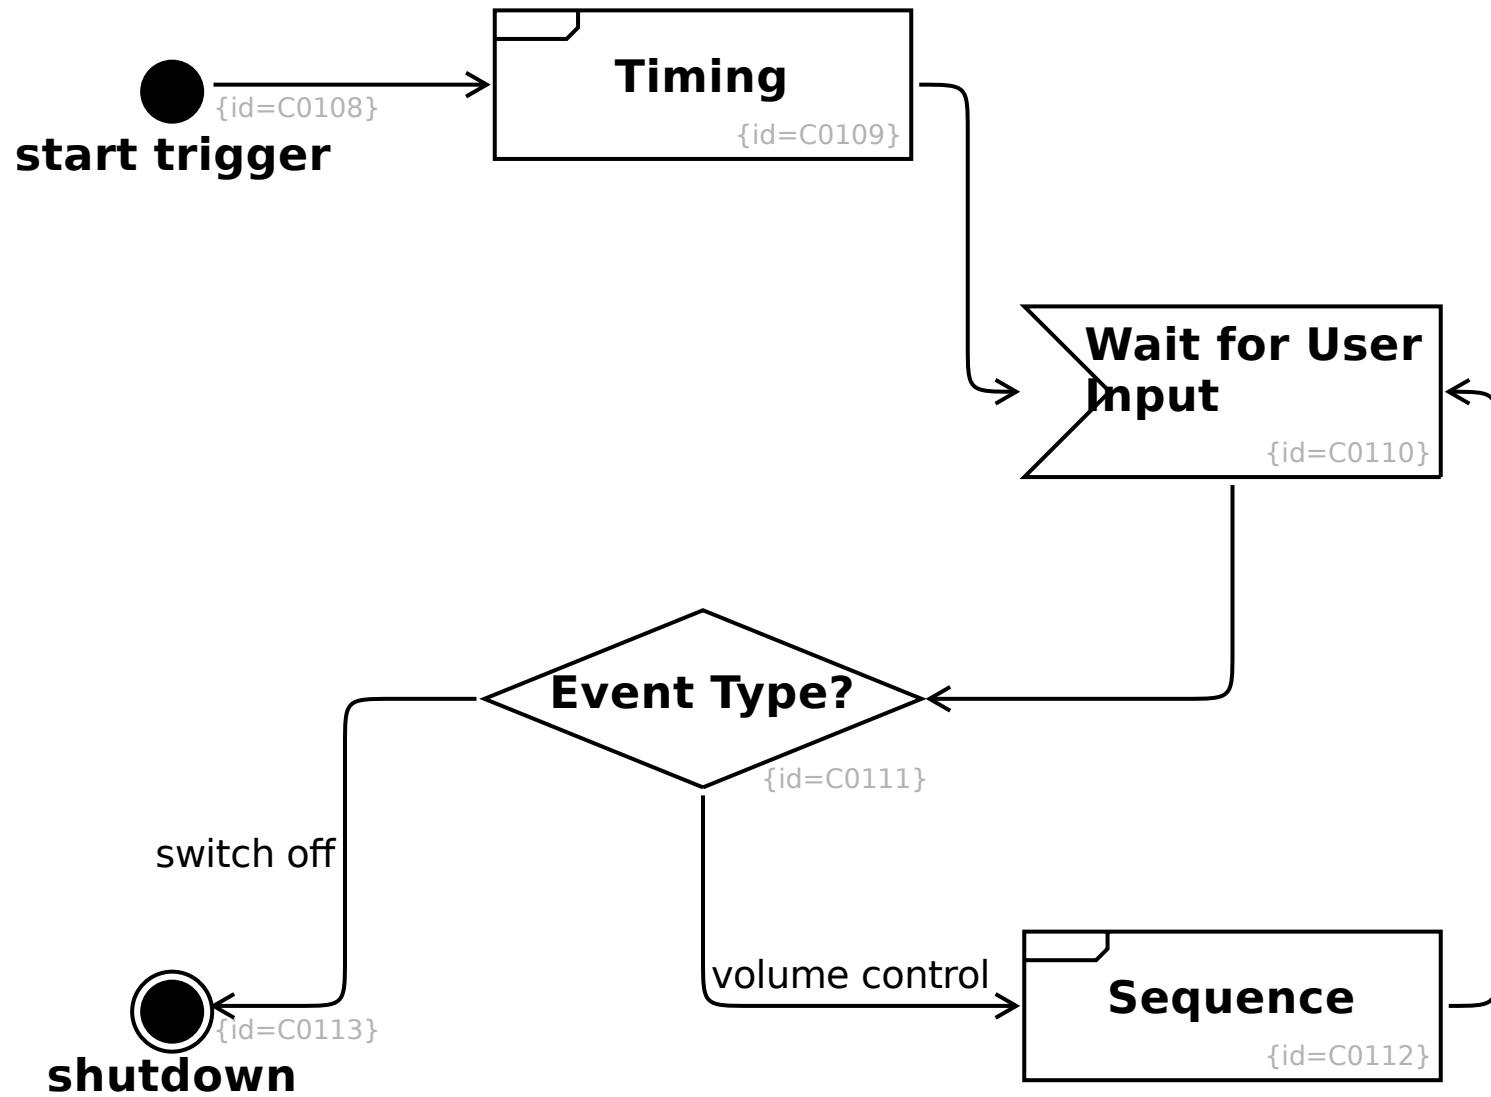 Timing
{id=C0108}
{id=C0109}
start trigger
Wait for User
Input
{id=C0110}
Event Type?
{id=C0111}
switch off
volume control
Sequence
{id=C0113}
{id=C0112}
shutdown